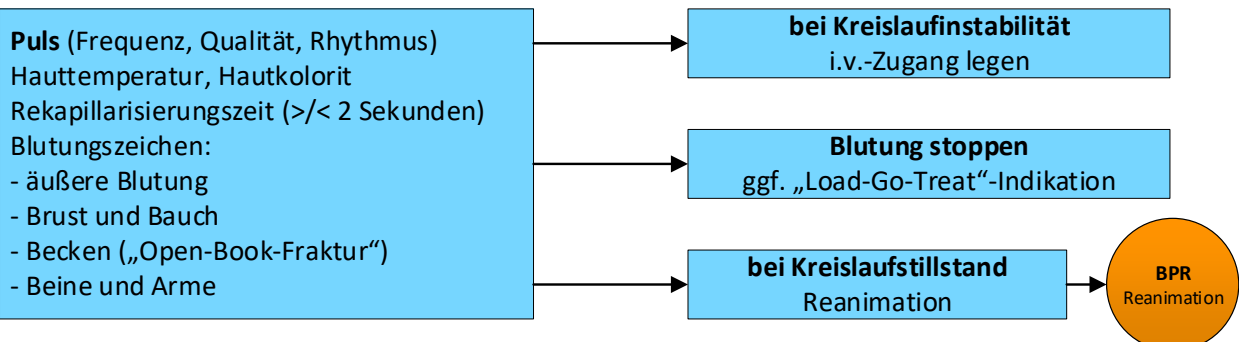 Puls (Frequenz, Qualität, Rhythmus)
Hauttemperatur, Hautkolorit
Rekapillarisierungszeit (>/< 2 Sekunden)
Blutungszeichen:
- äußere Blutung
- Brust und Bauch
- Becken („Open-Book-Fraktur“)
- Beine und Arme
bei Kreislaufinstabilität
i.v.-Zugang legen
Blutung stoppen
ggf. „Load-Go-Treat“-Indikation
bei Kreislaufstillstand
Reanimation
BPR
Reanimation